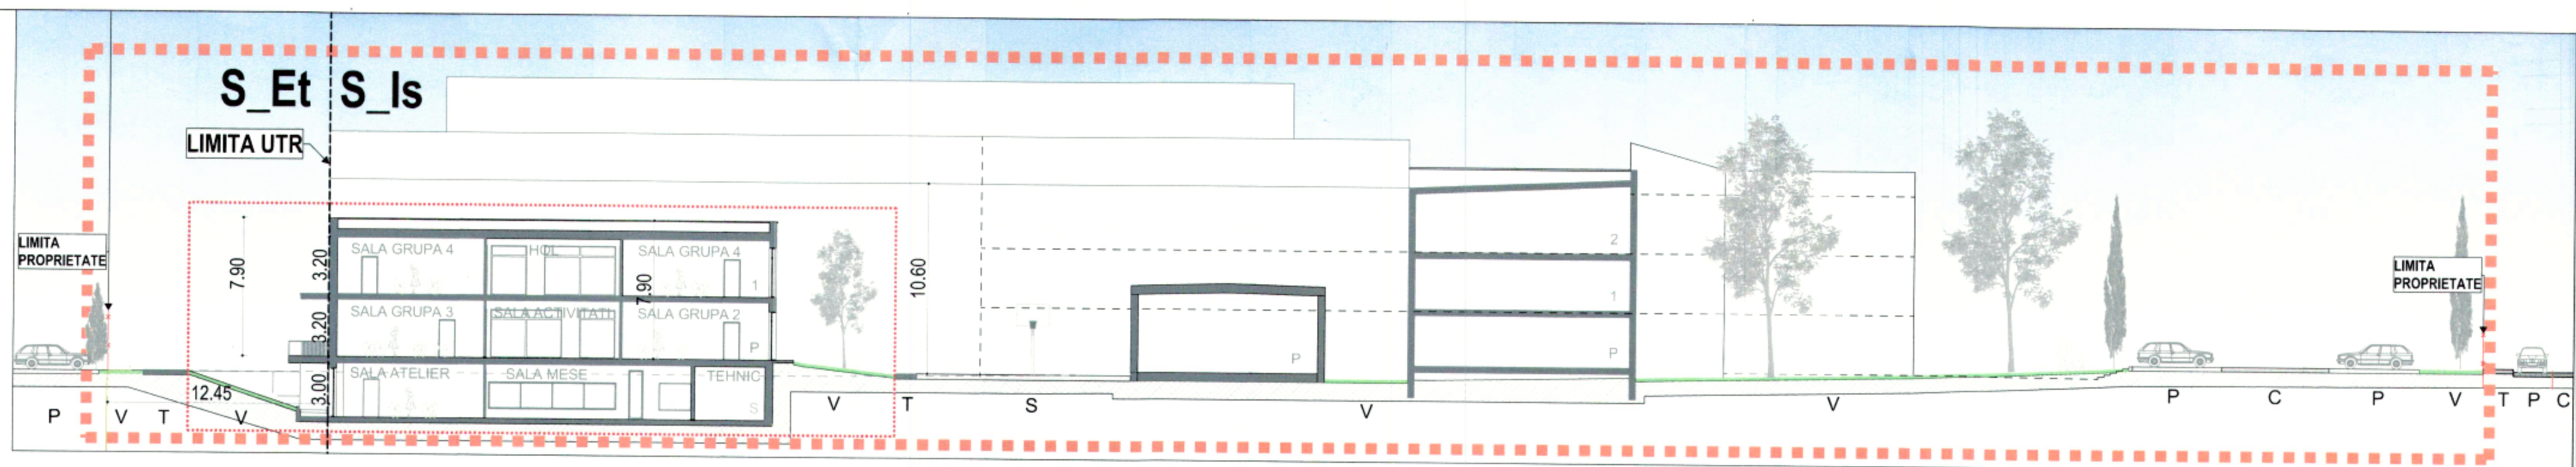 S_Et S_Is
LIMITA UTR
LIMITA
PROPRIETATE
7.90
3.20
SALA GRUPA 4
HOL
SALA GRUPA 4
1
7.90
3.20
SALA GRUPA 3
SALA ACTIVITATI
SALA GRUPA 2
P
3.00
SALA ATELIER
SALA MESE
TEHNIC
S
12.45
10.60
P
2
1
P
LIMITA
PROPRIETATE
P V T V V T S V V P C P V T P C